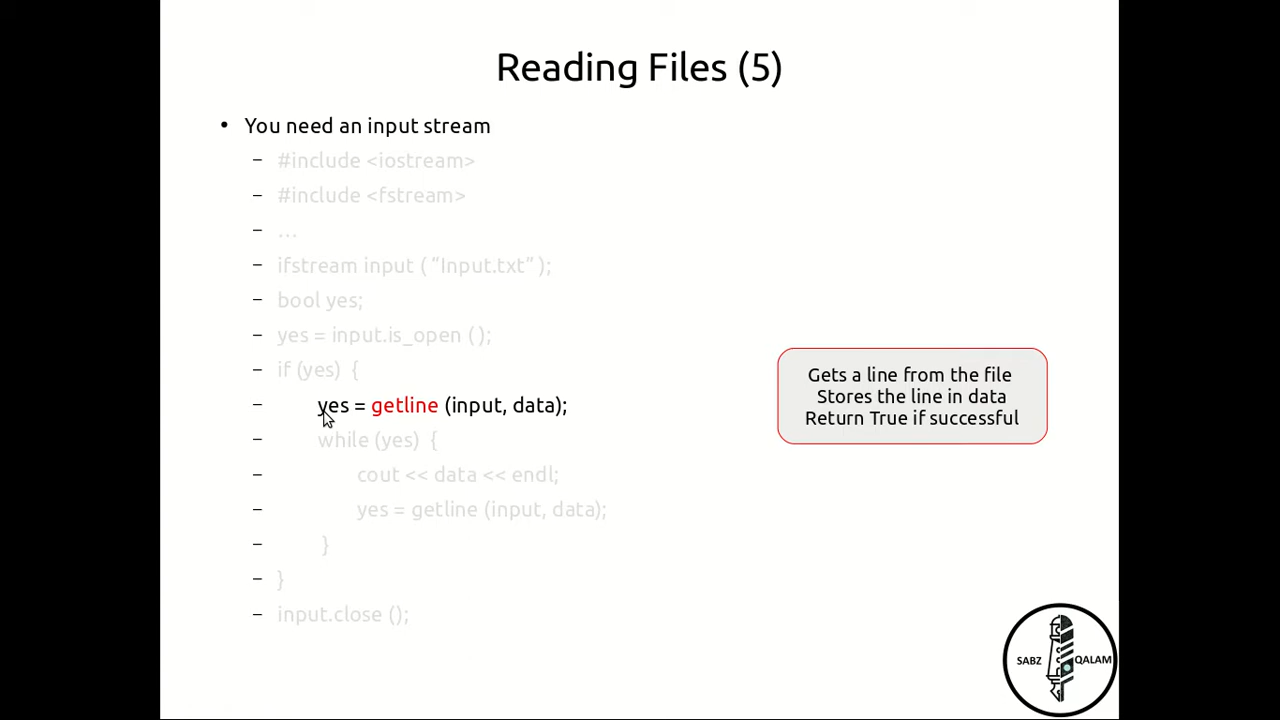 Reading Files (5)
• You need an input stream
– #include <iostream>
– #include <fstream>
– ...
– ifstream input ( “Input.txt” );
– bool yes;
– yes = input.is_open ( );
– if (yes) {
– yes = getline (input, data);
– while (yes) {
– cout << data << endl;
– yes = getline (input, data);
– }
– }
– input.close ();
Gets a line from the file
Stores the line in data
Return True if successful
SABZ QALAM